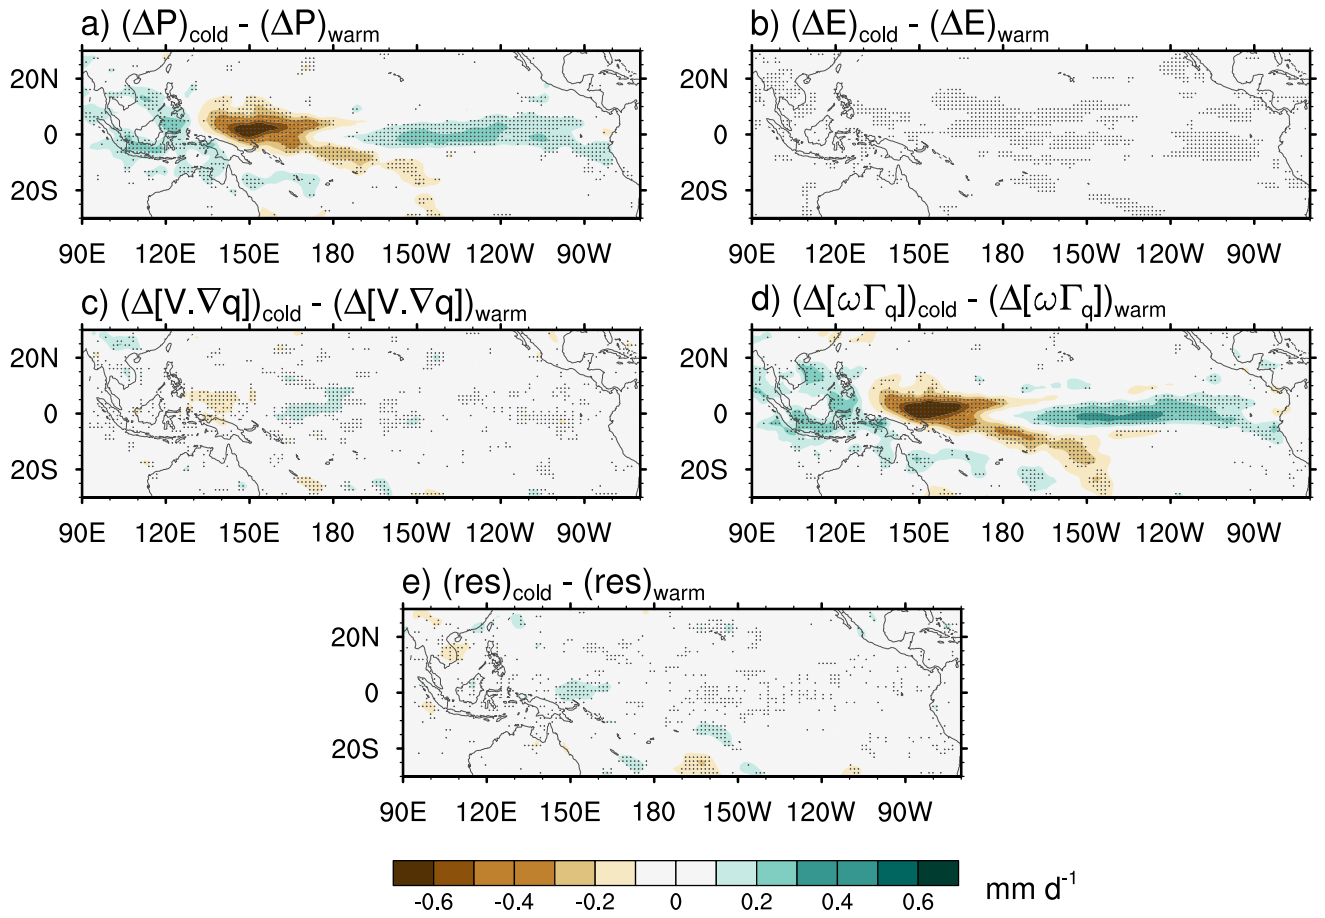 a) (ΔP)cold - (ΔP)warm
b) (ΔE)cold - (ΔE)warm
20N
0
20S
90E 120E 150E 180 150W 120W 90W
20N
0
20S
90E 120E 150E 180 150W 120W 90W
c) (Δ[V.∇q])cold - (Δ[V.∇q])warm
d) (Δ[ωΓq])cold - (Δ[ωΓq])warm
20N
0
20S
90E 120E 150E 180 150W 120W 90W
20N
0
20S
90E 120E 150E 180 150W 120W 90W
e) (res)cold - (res)warm
20N
0
20S
90E 120E 150E 180 150W 120W 90W
-0.6 -0.4 -0.2 0 0.2 0.4 0.6
mm d-1